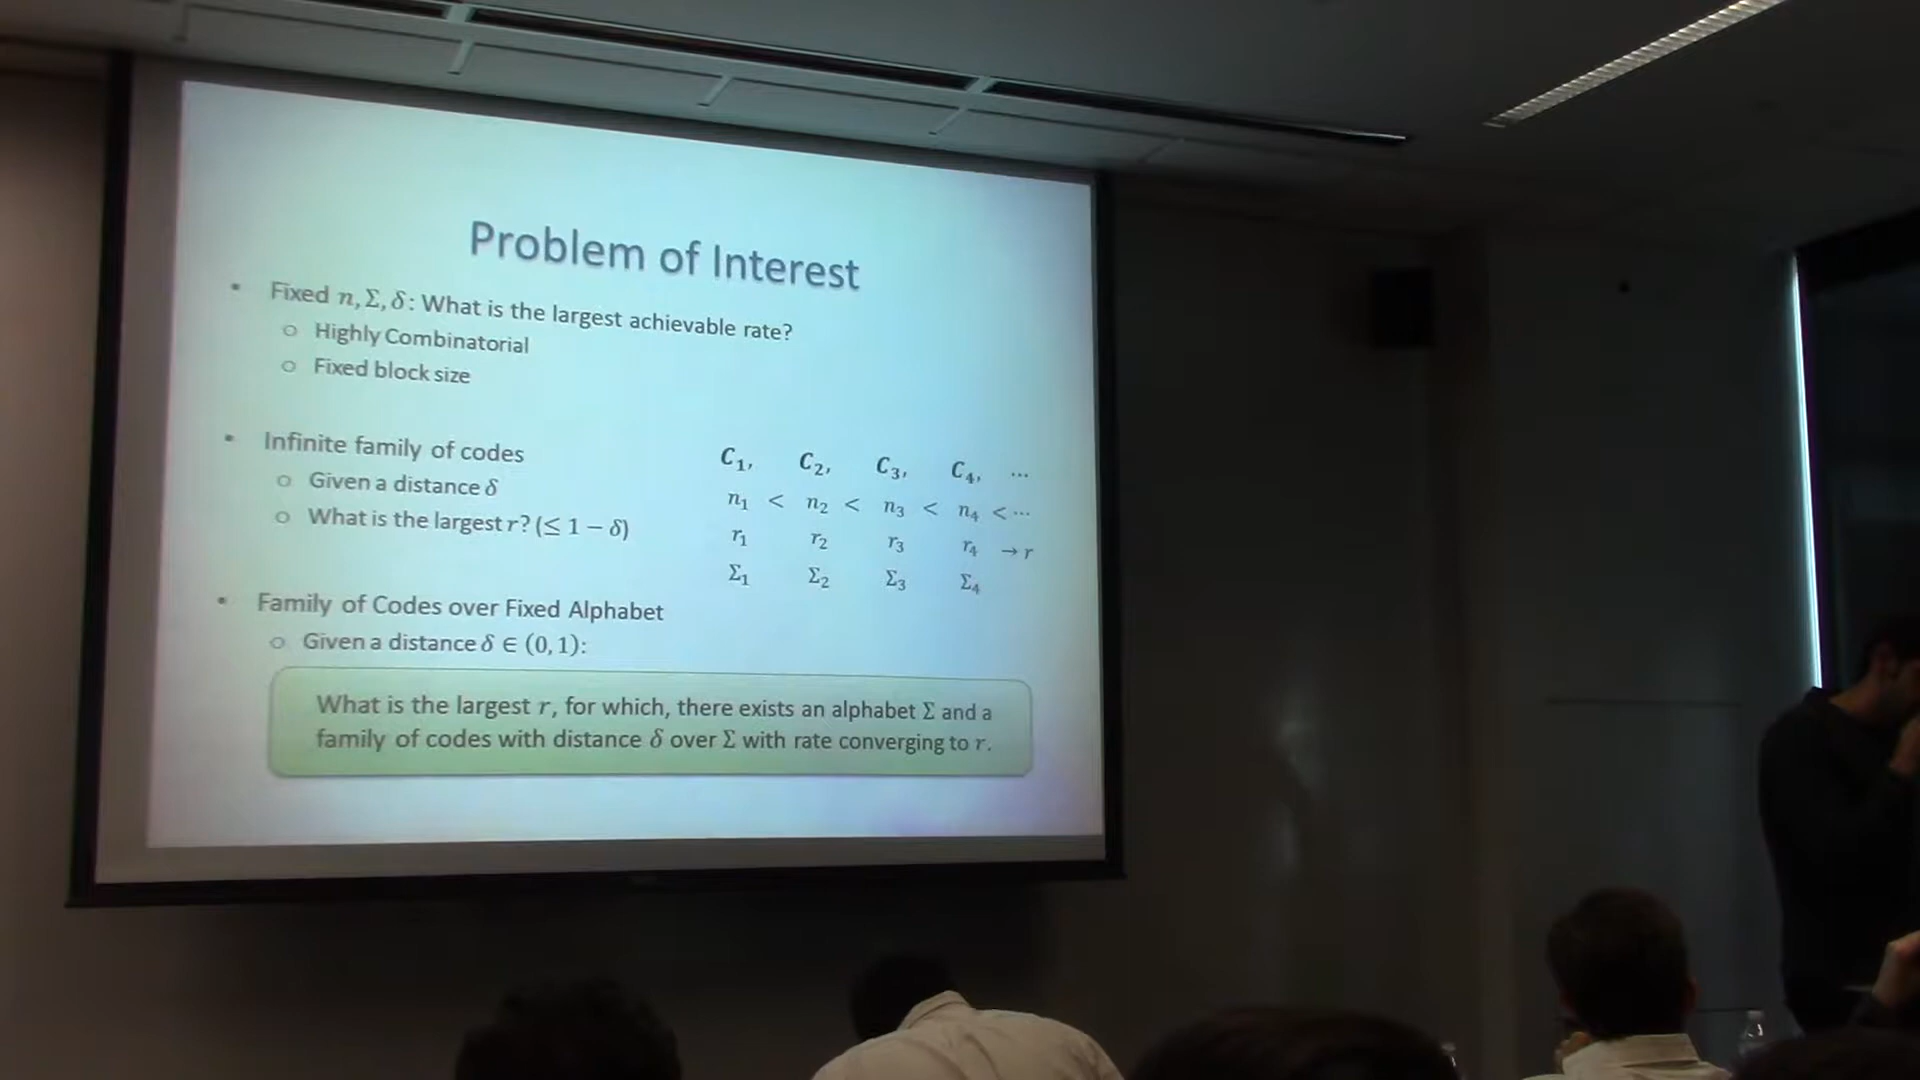 Problem of Interest
• Fixed n, Σ, δ: What is the largest achievable rate?
○ Highly Combinatorial
○ Fixed block size
• Infinite family of codes
○ Given a distance δ
○ What is the largest r? (≤ 1 − δ)
C₁, C₂, C₃, C₄, ...
n₁ < n₂ < n₃ < n₄ < ⋯
r₁ r₂ r₃ r₄ → r
Σ₁ Σ₂ Σ₃ Σ₄
• Family of Codes over Fixed Alphabet
○ Given a distance δ ∈ (0, 1):
What is the largest r, for which, there exists an alphabet Σ and a
family of codes with distance δ over Σ with rate converging to r.